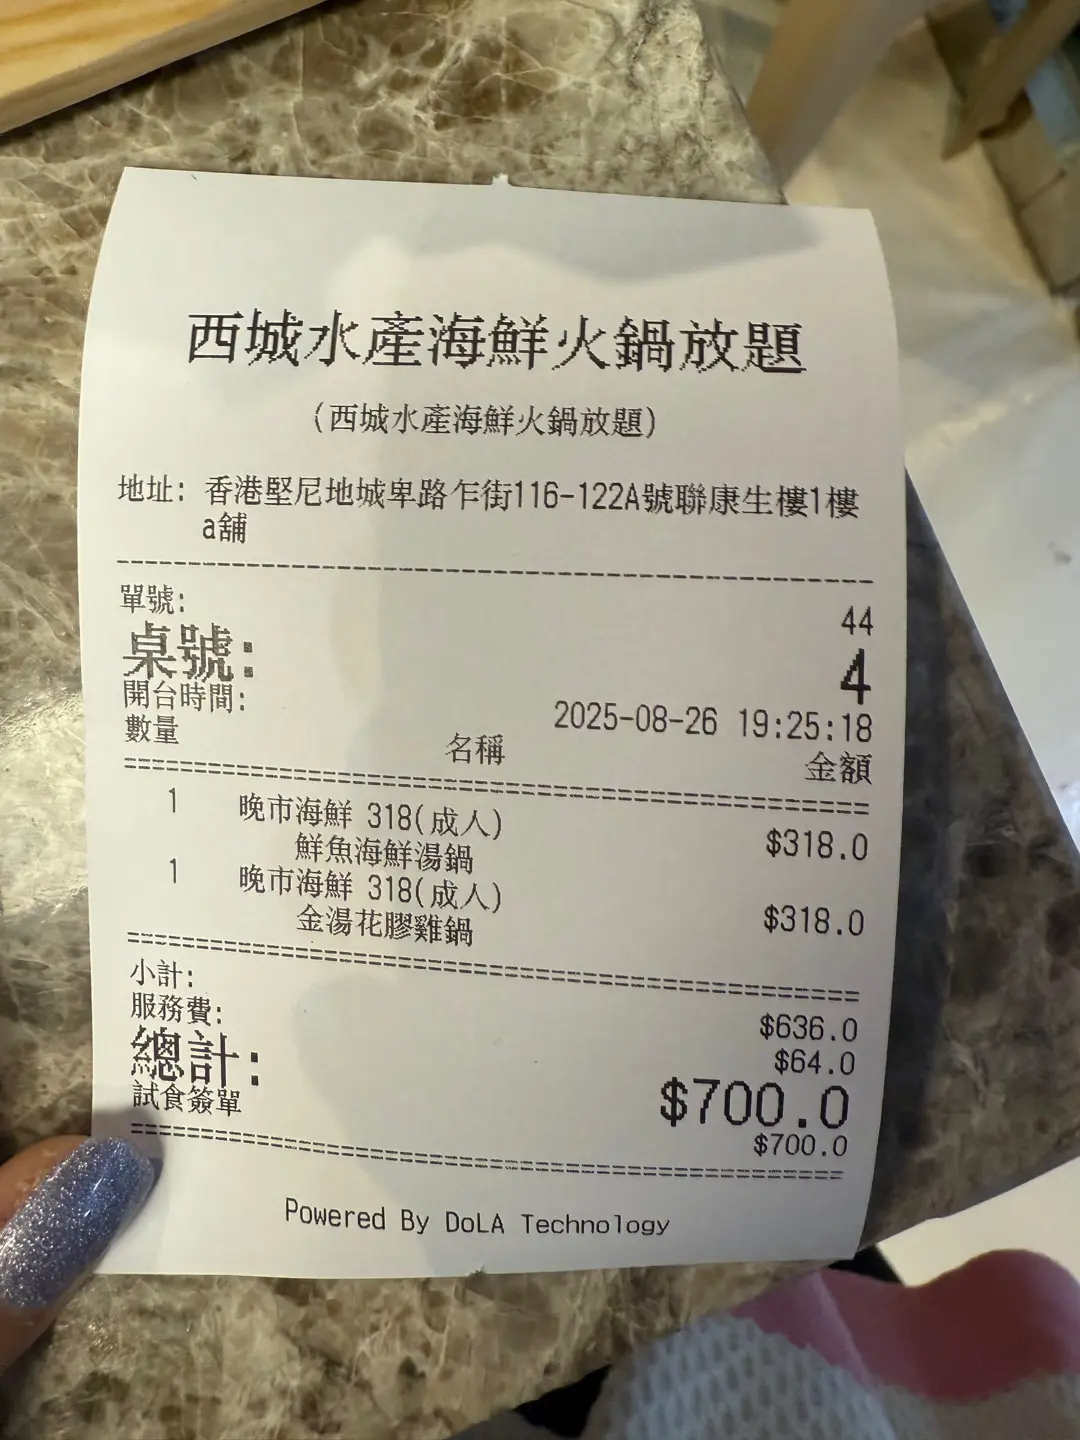 西城水產海鮮火鍋放題
(西城水產海鮮火鍋放題)
地址: 香港堅尼地城卑路乍街116-122A號聯康生樓1樓
a舖
單號: 44
桌號: 4
開台時間: 2025-08-26 19:25:18
數量 名稱 金額
1 晚市海鮮 318(成人) $318.0
鮮魚海鮮湯鍋
1 晚市海鮮 318(成人) $318.0
金湯花膠雞鍋
小計: $636.0
服務費: $64.0
總計: $700.0
試食簽單 $700.0
Powered By DoLA Technology